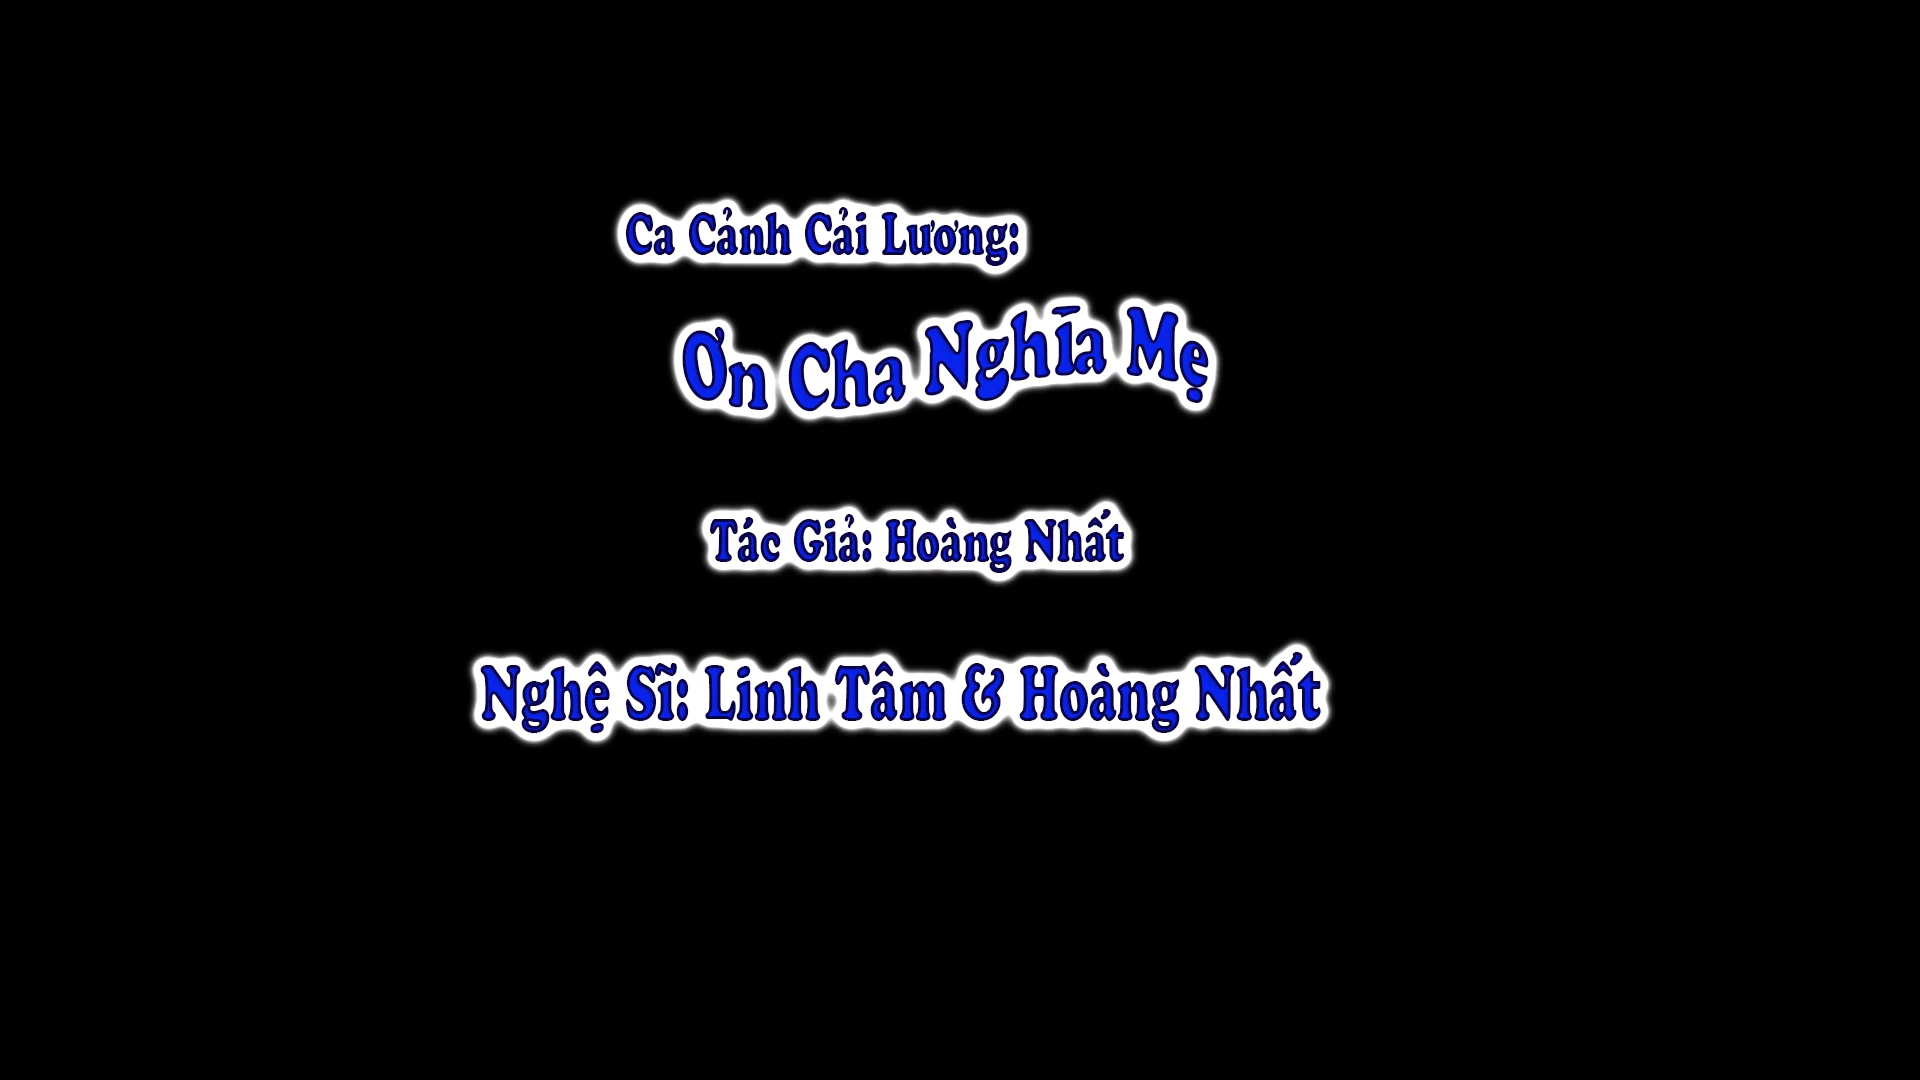 Ca Cảnh Cải Lương:
Ơn Cha Nghĩa Mẹ
Tác Giả: Hoàng Nhất
Nghệ Sĩ: Linh Tâm & Hoàng Nhất